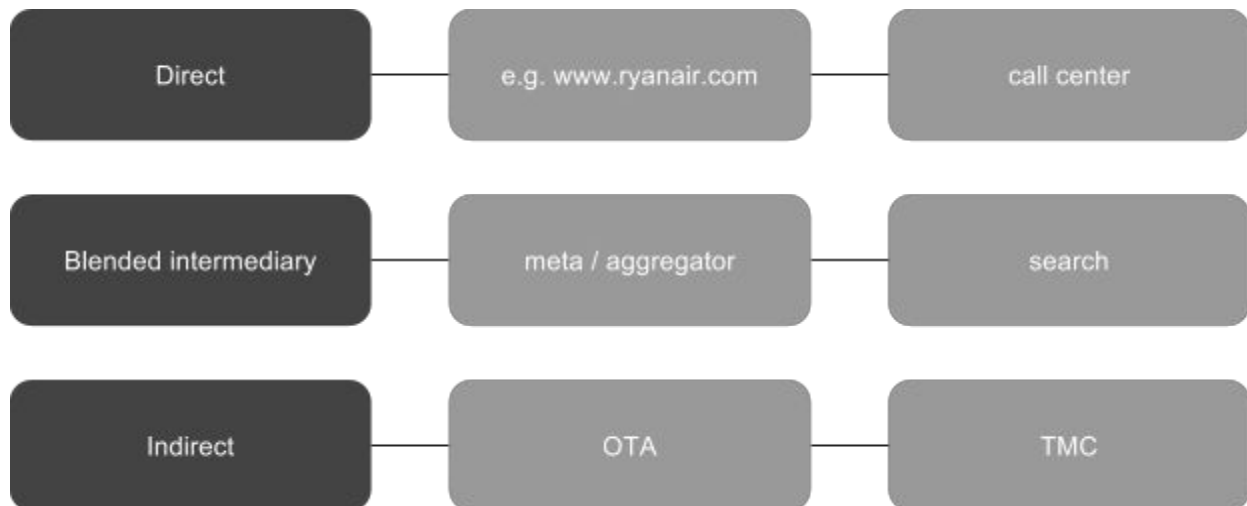 Direct
e.g. www.ryanair.com
call center
Blended intermediary
meta / aggregator
search
Indirect
OTA
TMC